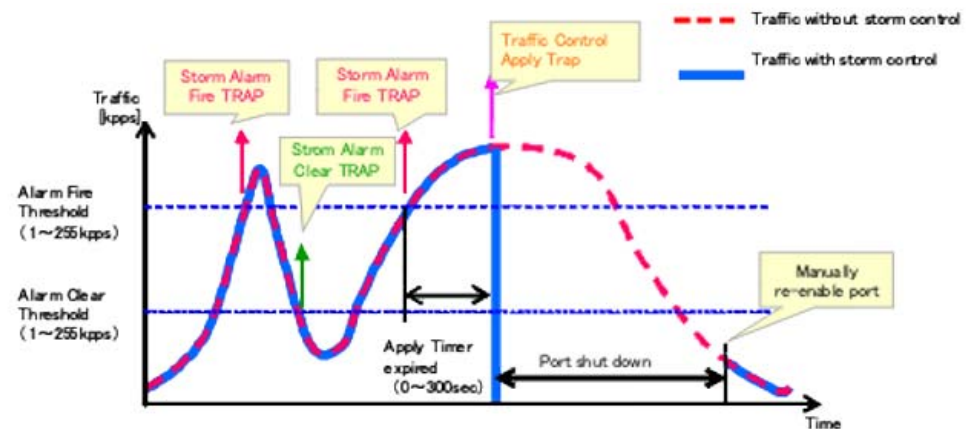 Traffic without storm control
Traffic with storm control
Traffic Control
Apply Trap
Storm Alarm
Fire TRAP
Storm Alarm
Fire TRAP
Strom Alarm
Clear TRAP
Traffic
[kpps]
Alarm Fire
Threshold
(1～255kpps)
Alarm Clear
Threshold
(1～255kpps)
Manually
re-enable port
Apply Timer
expired
(0～300sec)
Port shut down
Time